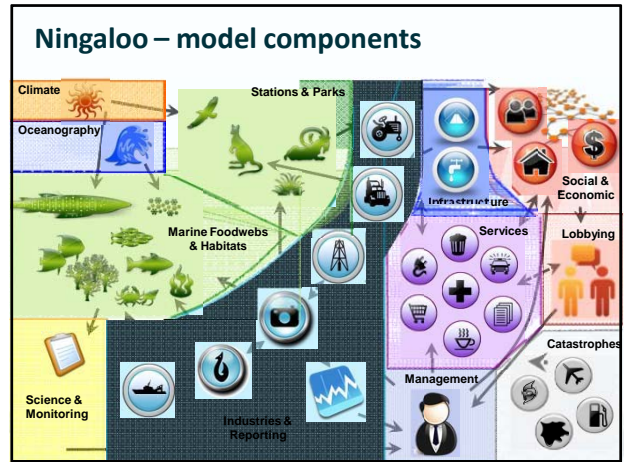 Ningaloo – model components
Climate
Stations & Parks
Oceanography
Infrastructure
Social &
Economic
Marine Foodwebs
& Habitats
Services
Lobbying
$
Catastrophes
Management
Science &
Monitoring
Industries &
Reporting